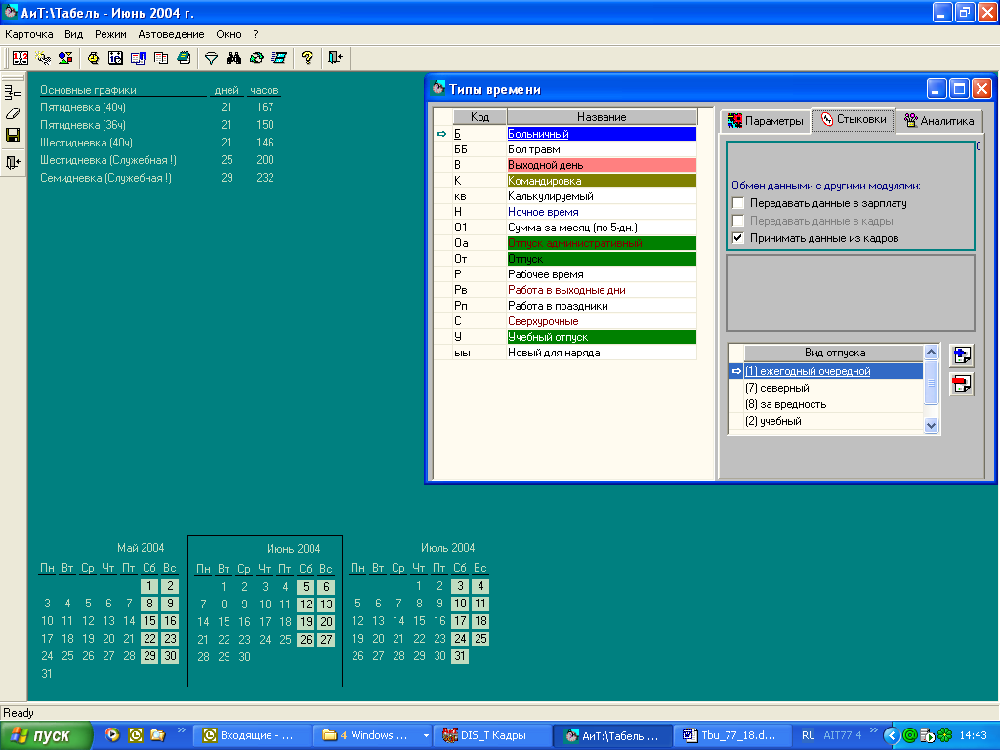 АиТ:\Табель - Июнь 2004 г.
Карточка Вид Режим Автоведение Окно ?
Основные графики дней часов
Пятидневка (40ч) 21 167
Пятидневка (36ч) 21 150
Шестидневка (40ч) 21 146
Шестидневка (Служебная !) 25 200
Семидневка (Служебная !) 29 232
Типы времени
Код Название
Б Больничный
ББ Бол травм
В Выходной день
К Командировка
кв Калькулируемый
Н Ночное время
О1 Сумма за месяц (по 5-дн.)
Оа Отпуск административный
От Отпуск
Р Рабочее время
Рв Работа в выходные дни
Рп Работа в праздники
С Сверхурочные
У Учебный отпуск
ыы Новый для наряда
Параметры Стыковки Аналитика
Обмен данными с другими модулями:
Передавать данные в зарплату
Передавать данные в кадры
Принимать данные из кадров
Вид отпуска
(1) ежегодный очередной
(7) северный
(8) за вредность
(2) учебный
Май 2004
Пн Вт Ср Чт Пт Сб Вс
1 2
3 4 5 6 7 8 9
10 11 12 13 14 15 16
17 18 19 20 21 22 23
24 25 26 27 28 29 30
31
Июнь 2004
Пн Вт Ср Чт Пт Сб Вс
1 2 3 4 5 6
7 8 9 10 11 12 13
14 15 16 17 18 19 20
21 22 23 24 25 26 27
28 29 30
Июль 2004
Пн Вт Ср Чт Пт Сб Вс
1 2 3 4
5 6 7 8 9 10 11
12 13 14 15 16 17 18
19 20 21 22 23 24 25
26 27 28 29 30 31
Ready
пуск » Входящие - ... 4 Windows ... DIS_T Кадры АиТ:\Табель ... Tbu_77_18.d... RU AIT77.4 » 14:43